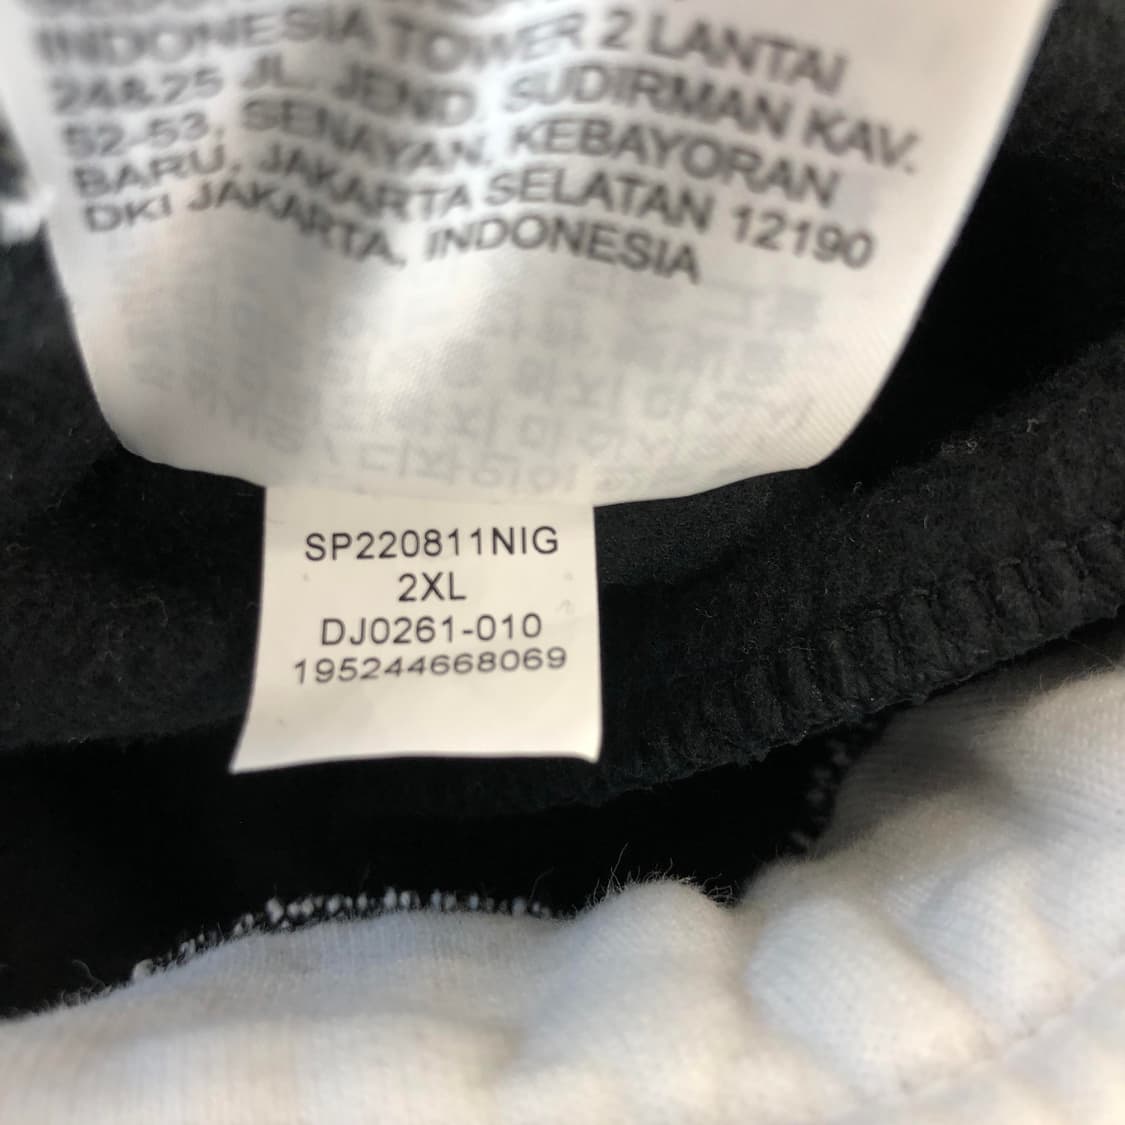 INDONESIA TOWER 2 LANTAI
24&25 JL. JEND. SUDIRMAN KAV.
52-53, SENAYAN, KEBAYORAN
BARU, JAKARTA SELATAN 12190
DKI JAKARTA, INDONESIA
SP220811NIG
2XL
DJ0261-010
195244668069